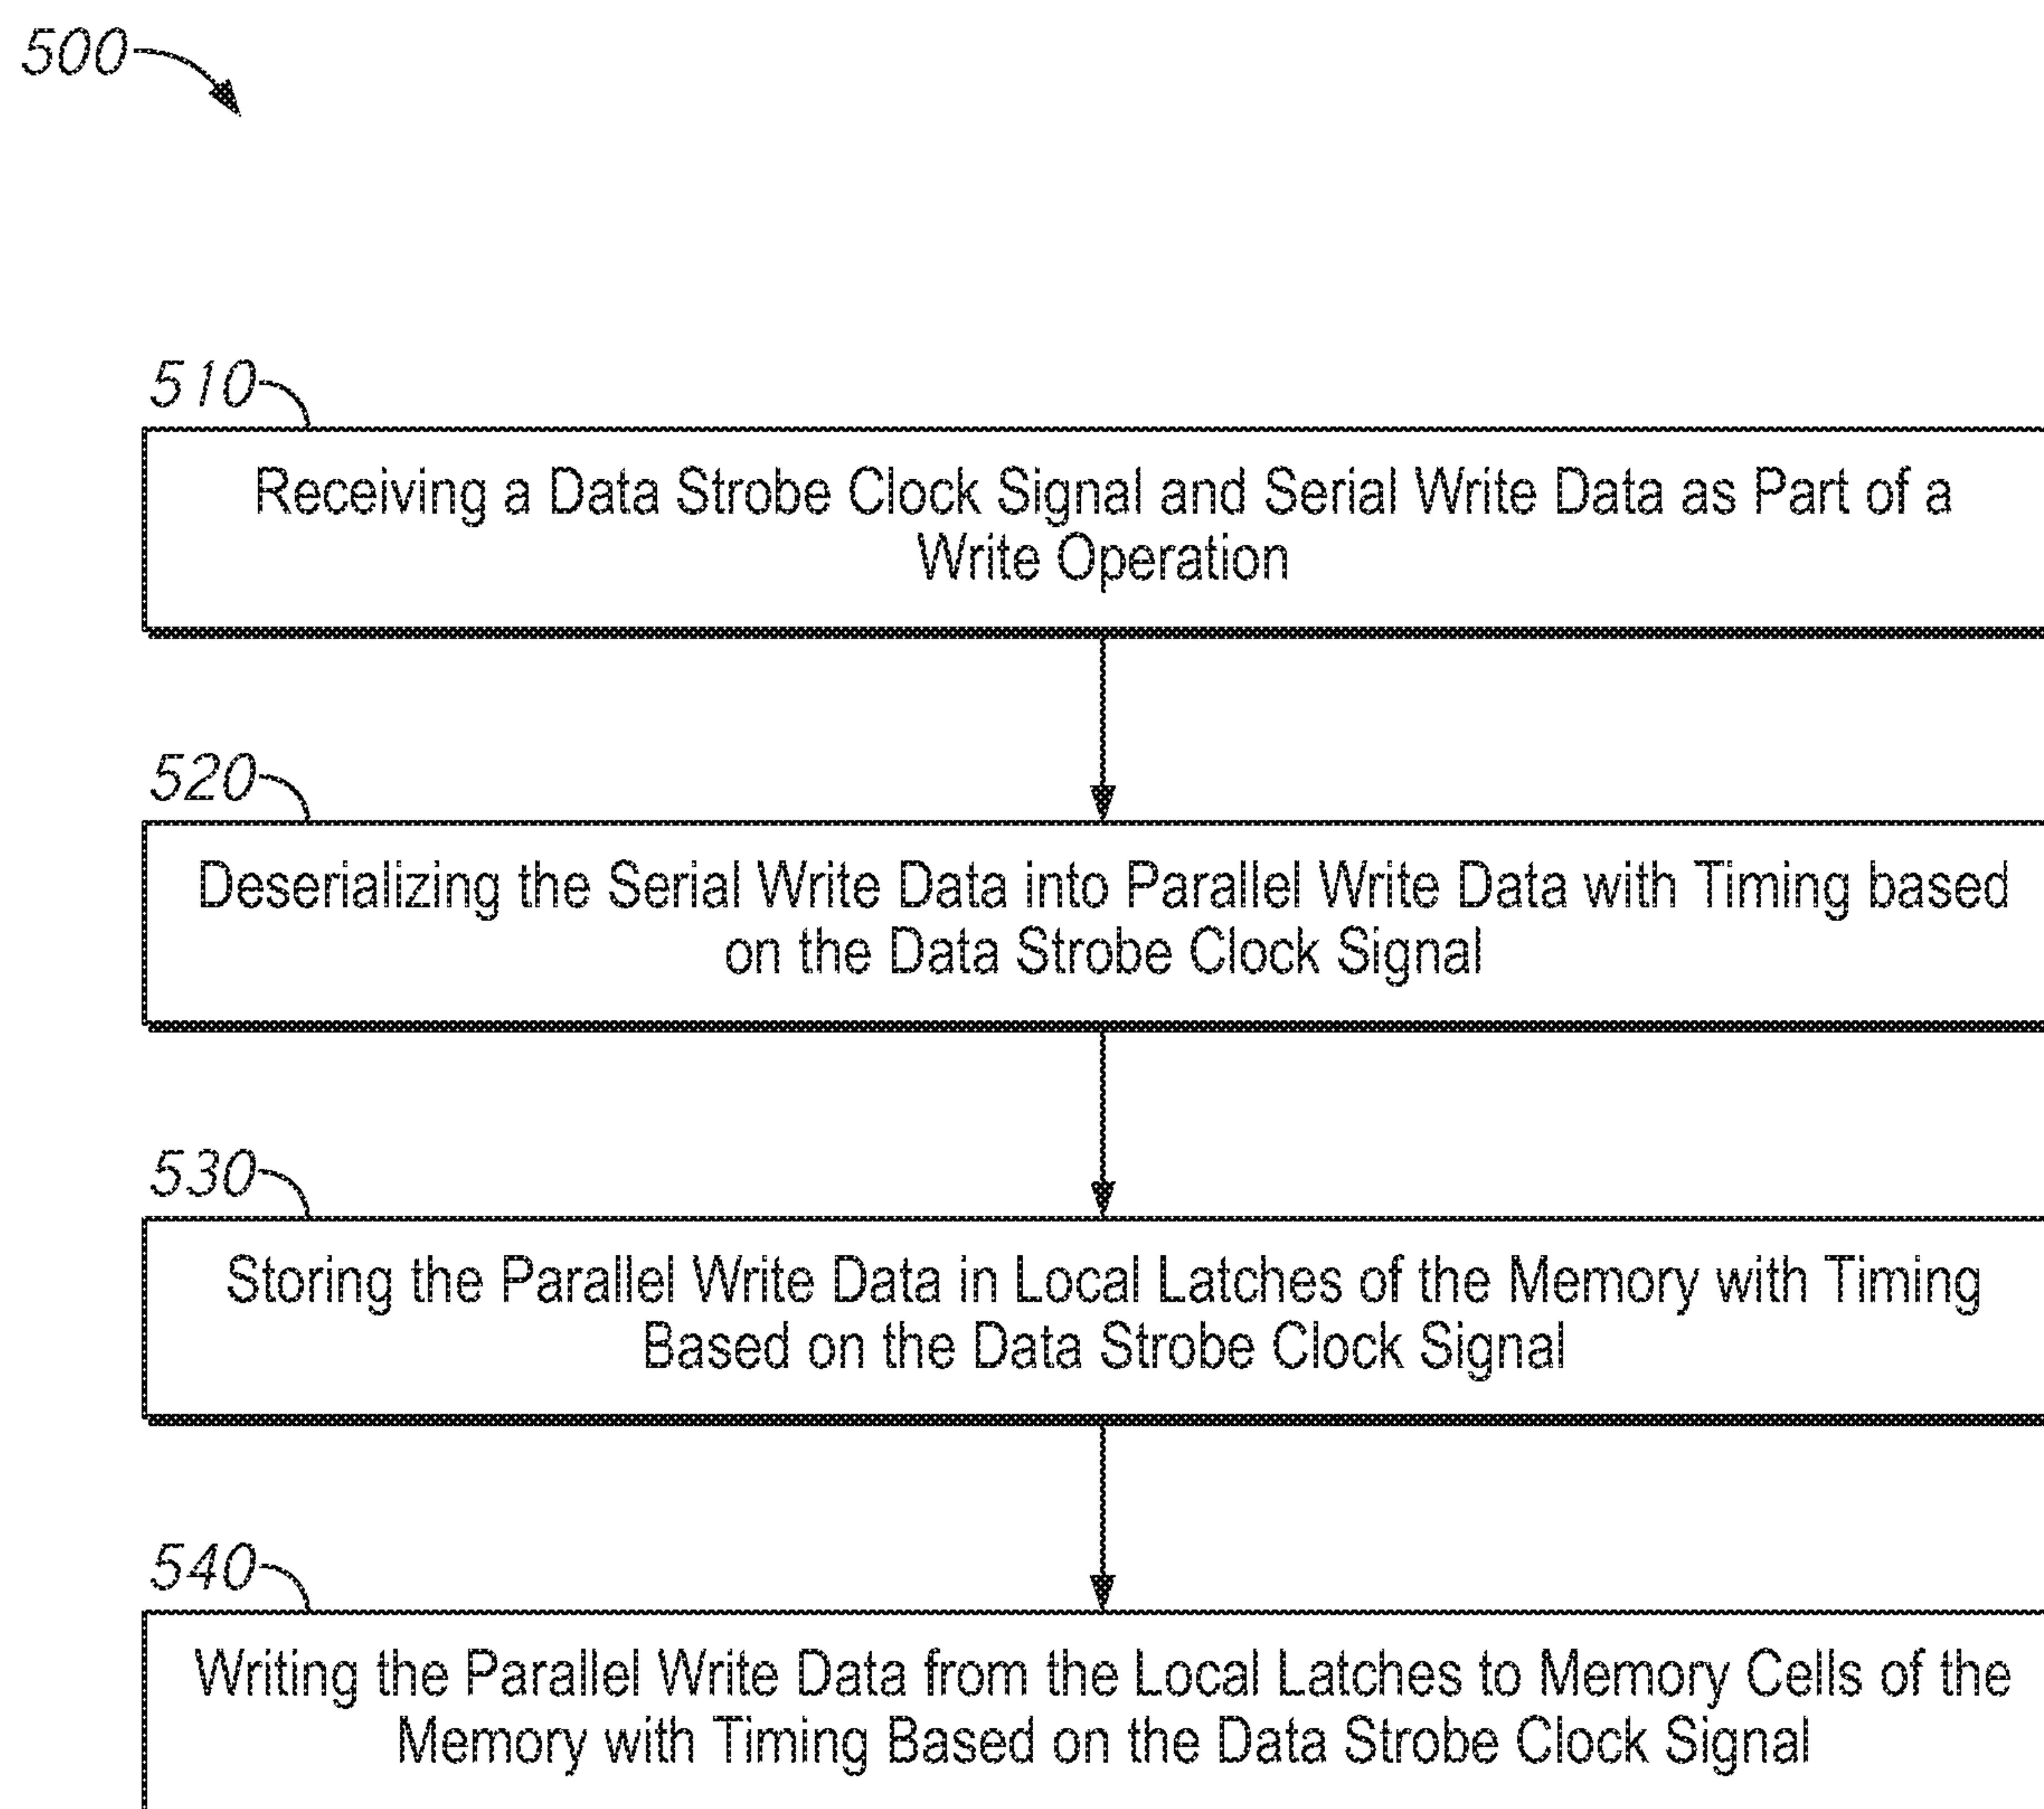 500
510
Receiving a Data Strobe Clock Signal and Serial Write Data as Part of a
Write Operation
520
Deserializing the Serial Write Data into Parallel Write Data with Timing based
on the Data Strobe Clock Signal
530
Storing the Parallel Write Data in Local Latches of the Memory with Timing
Based on the Data Strobe Clock Signal
540
Writing the Parallel Write Data from the Local Latches to Memory Cells of the
Memory with Timing Based on the Data Strobe Clock Signal